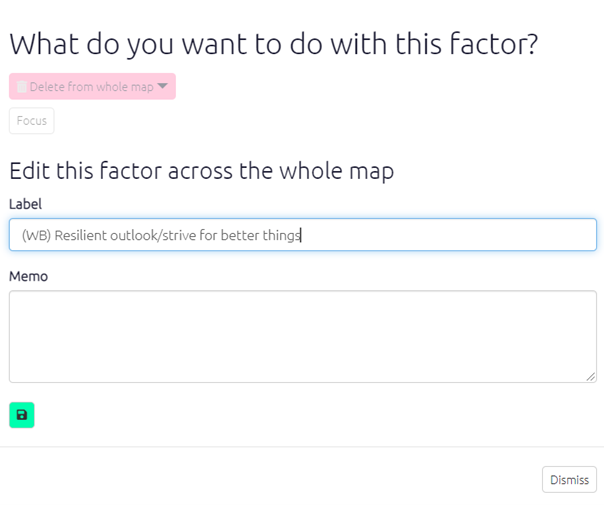 What do you want to do with this factor?
Delete from whole map
Focus
Edit this factor across the whole map
Label
(WB) Resilient outlook/strive for better things
Memo
Dismiss